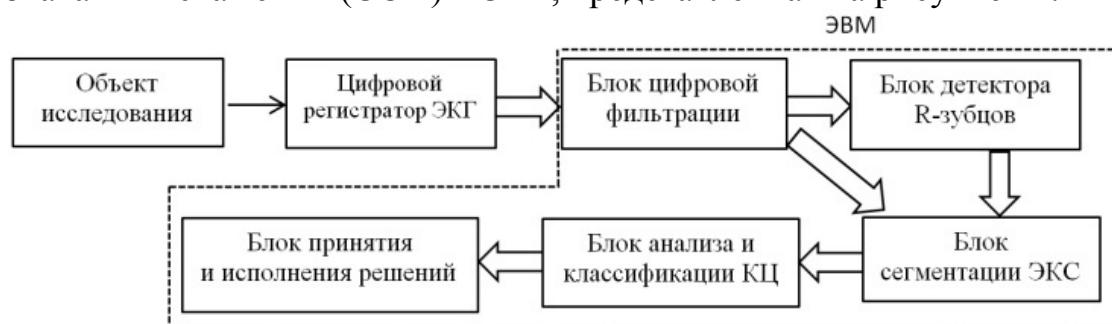 ЭВМ
Объект
исследования
Цифровой
регистратор ЭКГ
Блок цифровой
фильтрации
Блок детектора
R-зубцов
Блок принятия
и исполнения решений
Блок анализа и
классификации КЦ
Блок
сегментации ЭКС